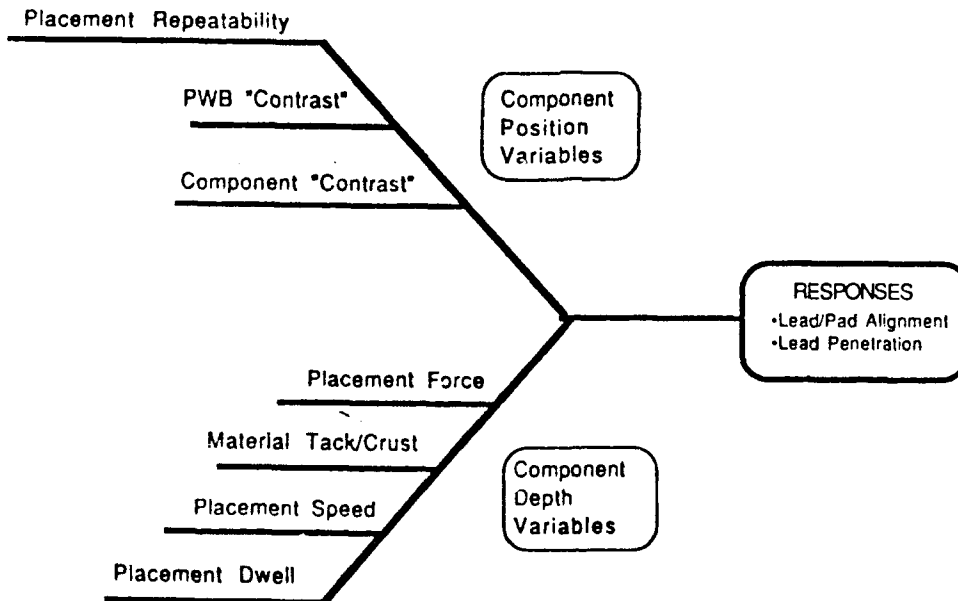 Placement Repeatability
PWB "Contrast"
Component "Contrast"
Component
Position
Variables
RESPONSES
•Lead/Pad Alignment
•Lead Penetration
Placement Force
Material Tack/Crust
Placement Speed
Placement Dwell
Component
Depth
Variables